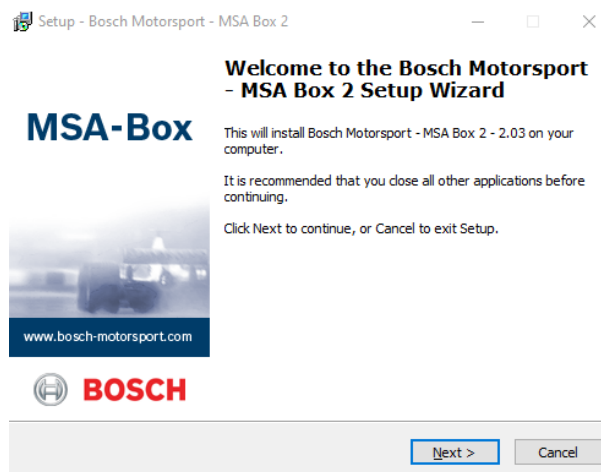 Setup - Bosch Motorsport - MSA Box 2
Welcome to the Bosch Motorsport
- MSA Box 2 Setup Wizard
MSA-Box
This will install Bosch Motorsport - MSA Box 2 - 2.03 on your
computer.
It is recommended that you close all other applications before
continuing.
Click Next to continue, or Cancel to exit Setup.
www.bosch-motorsport.com
BOSCH
Next >
Cancel